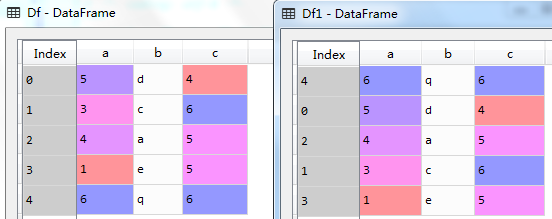 Df - DataFrame
Index a b c
0 5 d 4
1 3 c 6
2 4 a 5
3 1 e 5
4 6 q 6
Df1 - DataFrame
Index a b c
4 6 q 6
0 5 d 4
2 4 a 5
1 3 c 6
3 1 e 5